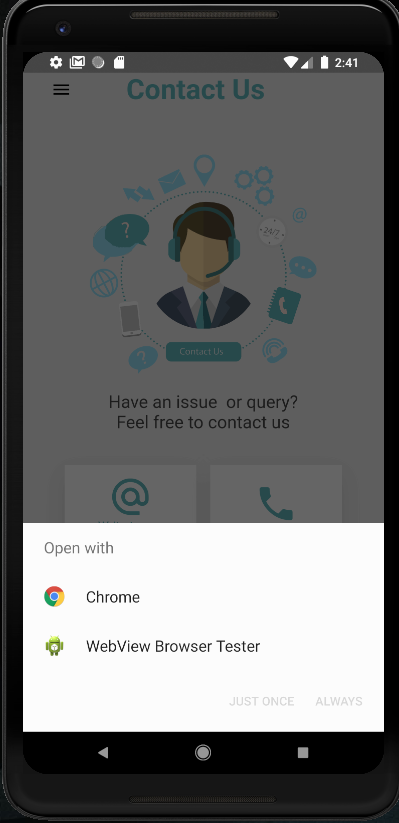 2:41
Contact Us
?
24/7
@
?
Contact Us
Have an issue  or query?
Feel free to contact us
@
Open with
Chrome
WebView Browser Tester
JUST ONCE
ALWAYS